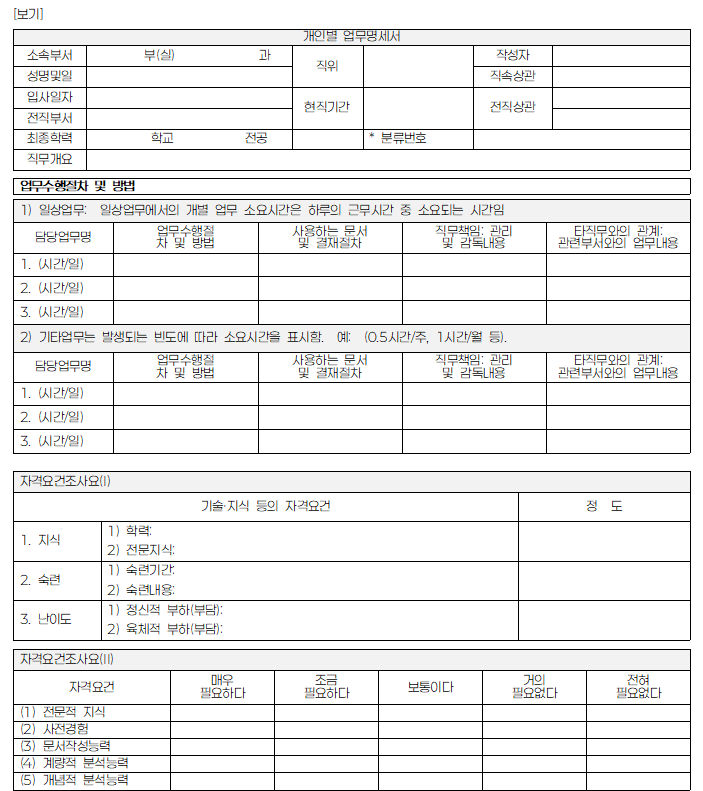 [보기]
개인별 업무명세서
소속부서 부(실) 과 직위 작성자
성명및일 직속상관
입사일자 현직기간 전직상관
전직부서
최종학력 학교 전공 * 분류번호
직무개요
업무수행절차 및 방법
1) 일상업무: 일상업무에서의 개별 업무 소요시간은 하루의 근무시간 중 소요되는 시간임
담당업무명 업무수행절차 및 방법 사용하는 문서 및 결재절차 직무책임: 관리 및 감독내용 타직무와의 관계: 관련부서와의 업무내용
1. (시간/일)
2. (시간/일)
3. (시간/일)
2) 기타업무는 발생되는 빈도에 따라 소요시간을 표시함. 예: (0.5시간/주, 1시간/월 등).
담당업무명 업무수행절차 및 방법 사용하는 문서 및 결재절차 직무책임: 관리 및 감독내용 타직무와의 관계: 관련부서와의 업무내용
1. (시간/일)
2. (시간/일)
3. (시간/일)
자격요건조사요(I)
기술·지식 등의 자격요건 정 도
1. 지식
1) 학력:
2) 전문지식:
2. 숙련
1) 숙련기간:
2) 숙련내용:
3. 난이도
1) 정신적 부하(부담):
2) 육체적 부하(부담):
자격요건조사요(II)
자격요건 매우 필요하다 조금 필요하다 보통이다 거의 필요없다 전혀 필요없다
(1) 전문적 지식
(2) 사전경험
(3) 문서작성능력
(4) 계량적 분석능력
(5) 개념적 분석능력